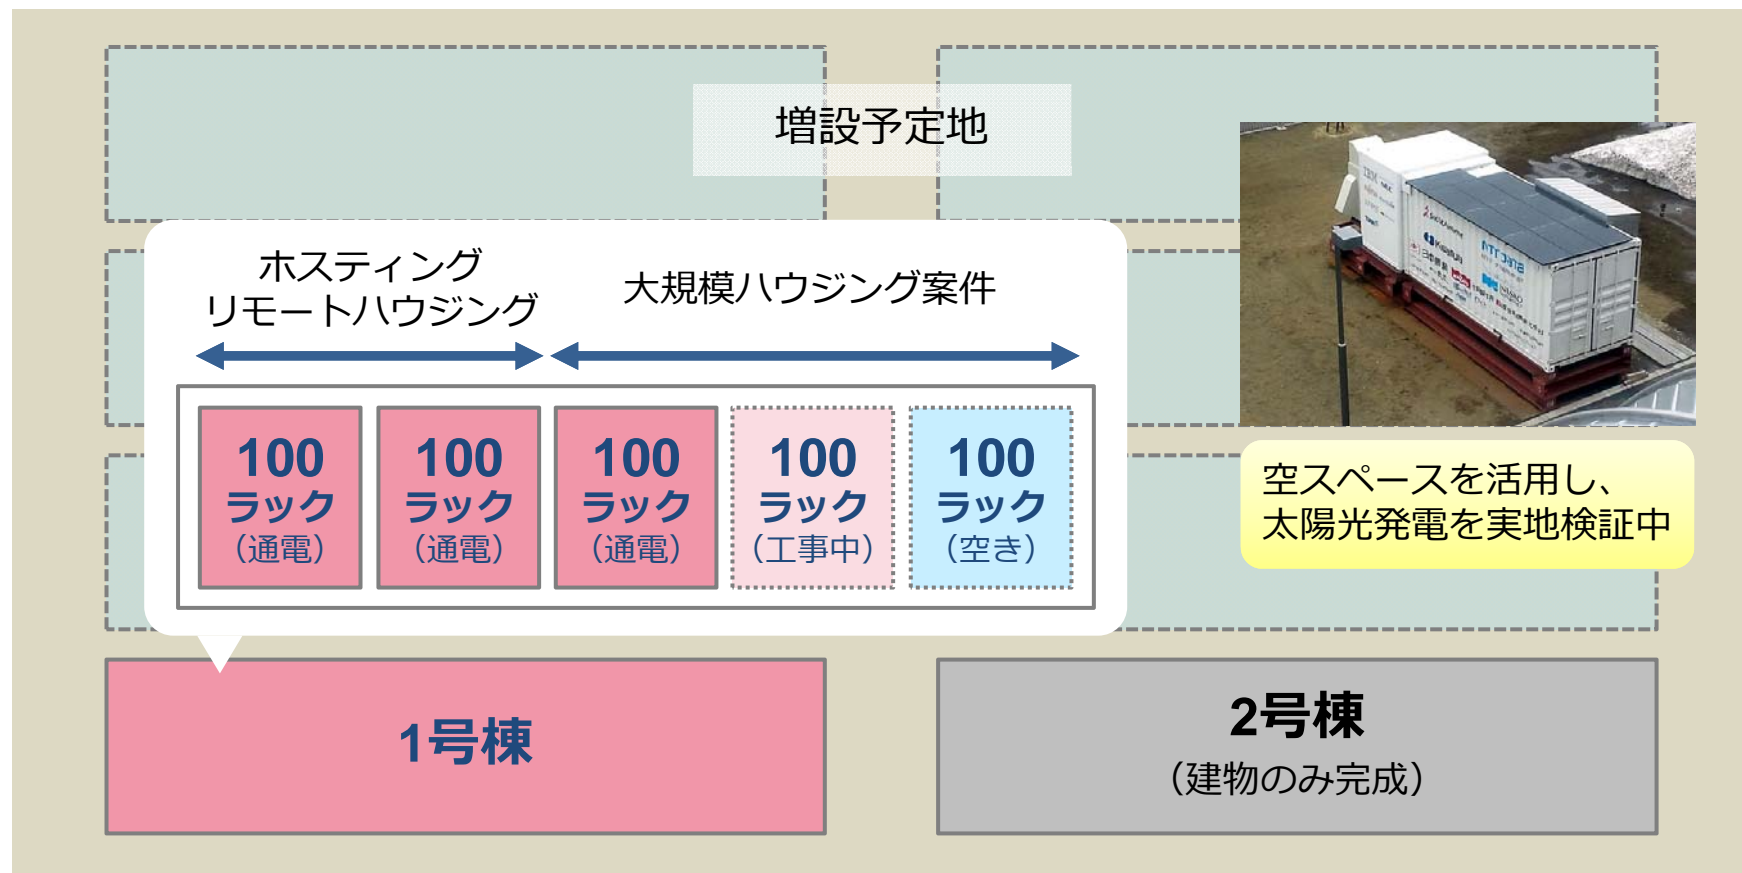 増設予定地
ホスティング
リモートハウジング
大規模ハウジング案件
100
ラック
（通電）
100
ラック
（通電）
100
ラック
（通電）
100
ラック
（工事中）
100
ラック
（空き）
IBM
NEC
NTT DATA
空スペースを活用し、
太陽光発電を実地検証中
1号棟
2号棟
（建物のみ完成）